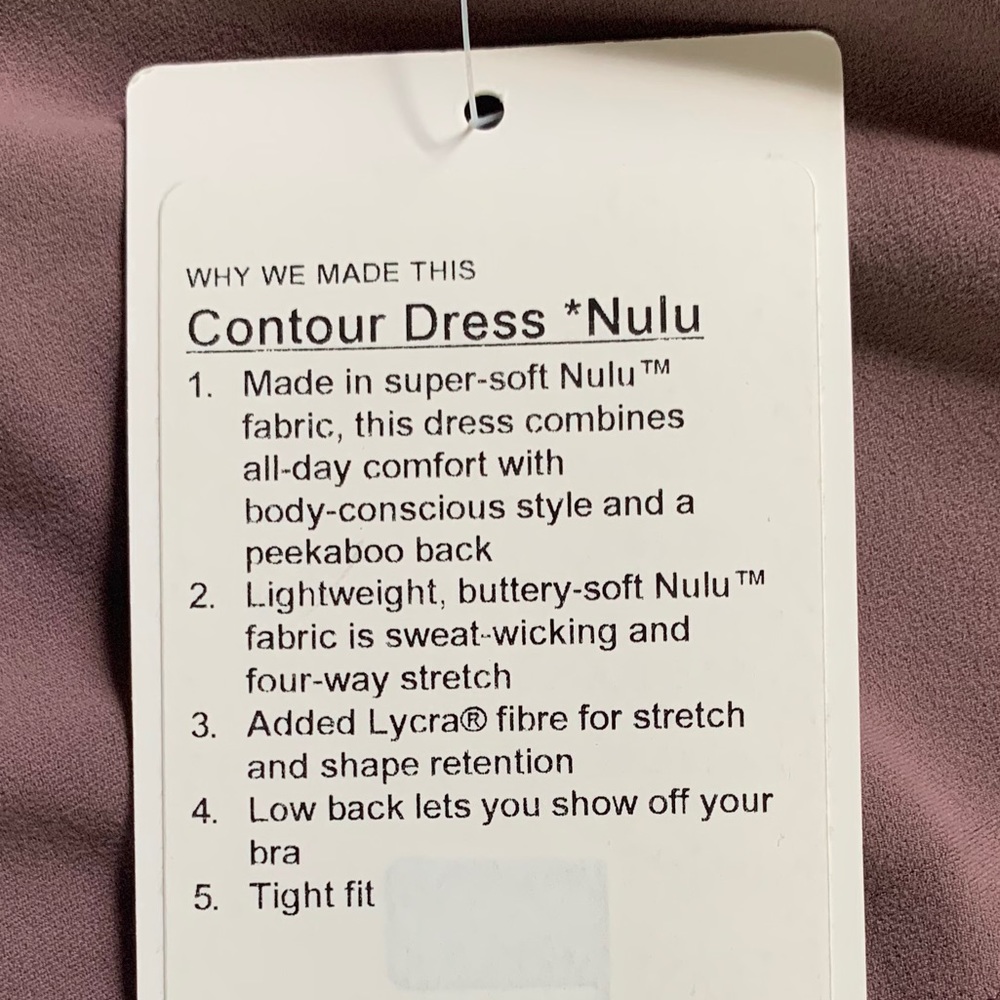 WHY WE MADE THIS
Contour Dress *Nulu
1. Made in super-soft Nulu™
fabric, this dress combines
all-day comfort with
body-conscious style and a
peekaboo back
2. Lightweight, buttery-soft Nulu™
fabric is sweat-wicking and
four-way stretch
3. Added Lycra® fibre for stretch
and shape retention
4. Low back lets you show off your
bra
5. Tight fit